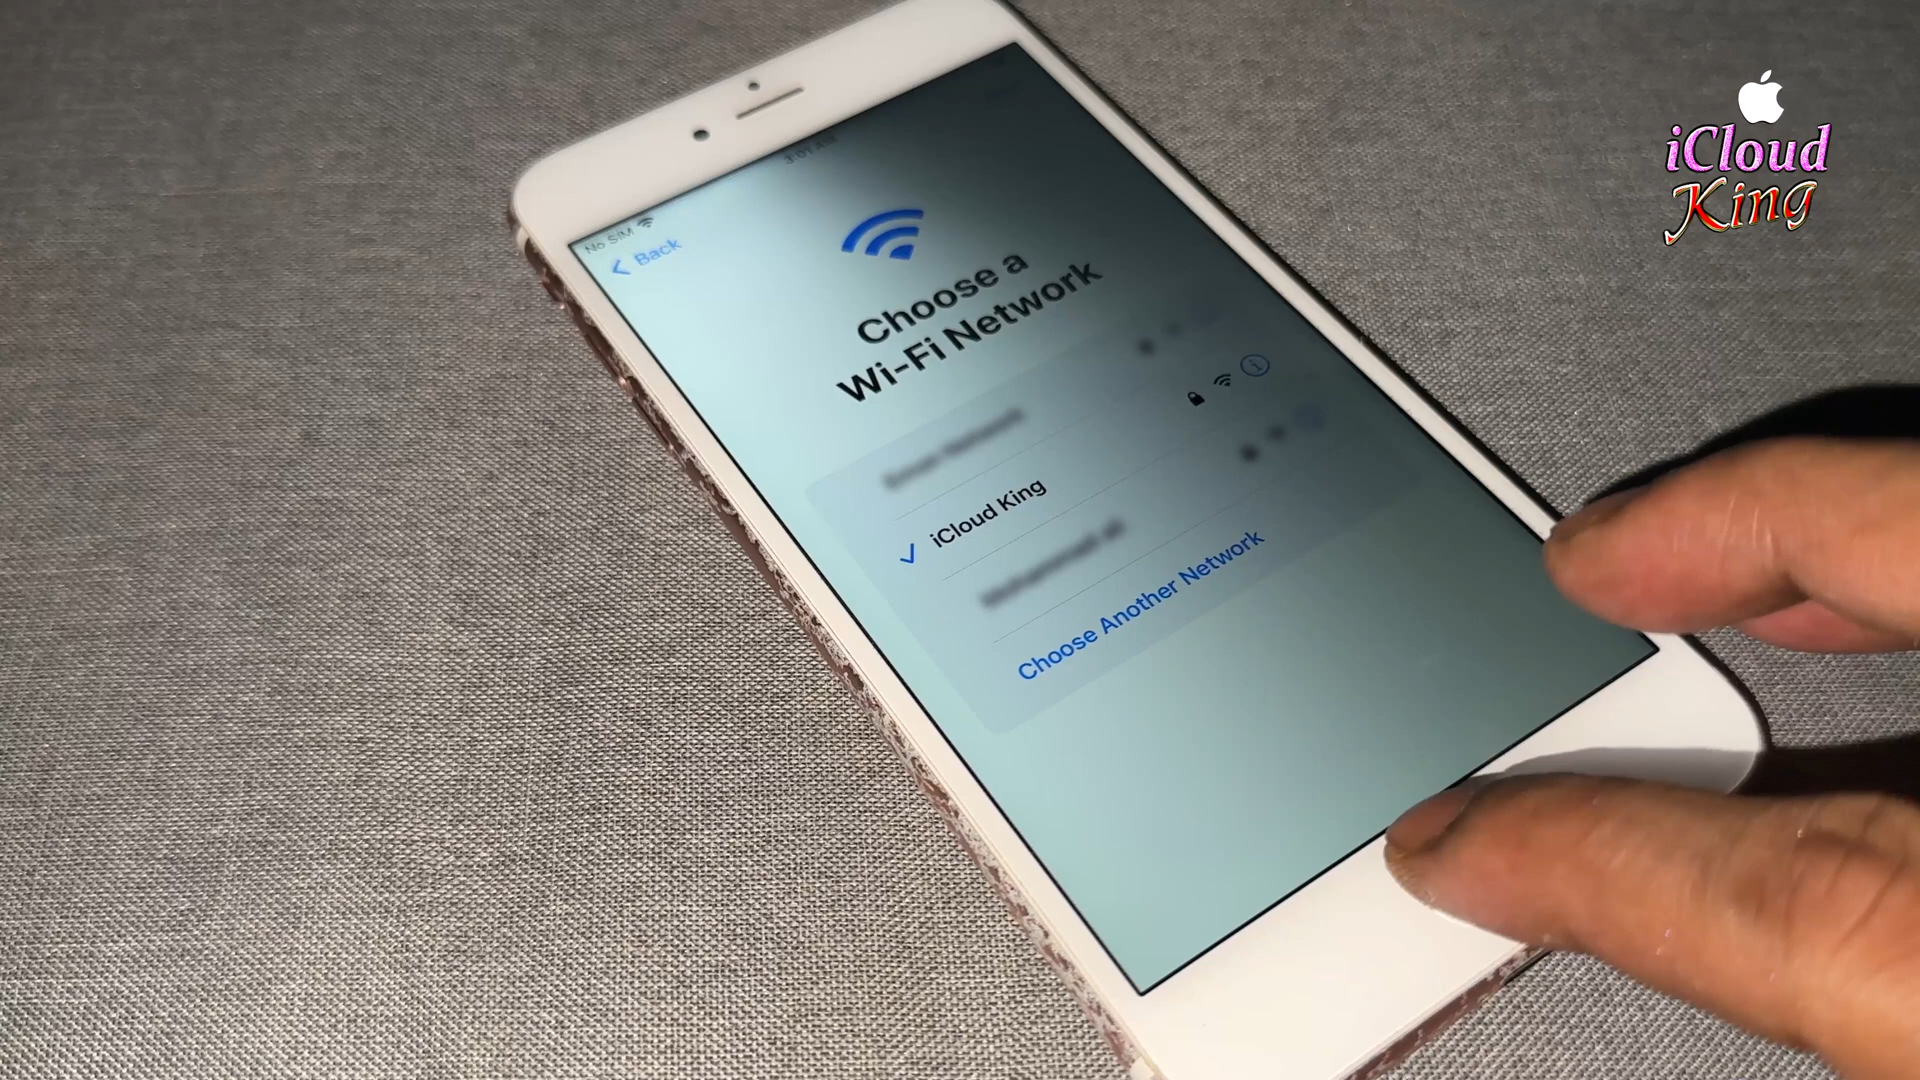 iCloud
King
No SIM
Back
Choose a
Wi-Fi Network
iCloud King
Choose Another Network